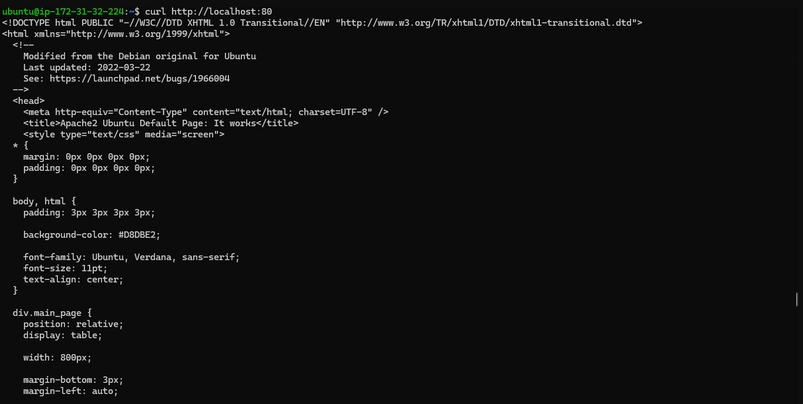 ubuntu@ip-172-31-32-224:~$ curl http://localhost:80
<!DOCTYPE html PUBLIC "-//W3C//DTD XHTML 1.0 Transitional//EN" "http://www.w3.org/TR/xhtml1/DTD/xhtml1-transitional.dtd">
<html xmlns="http://www.w3.org/1999/xhtml">
  <!--
    Modified from the Debian original for Ubuntu
    Last updated: 2022-03-22
    See: https://launchpad.net/bugs/1966004
  -->
  <head>
    <meta http-equiv="Content-Type" content="text/html; charset=UTF-8" />
    <title>Apache2 Ubuntu Default Page: It works</title>
    <style type="text/css" media="screen">
  * {
    margin: 0px 0px 0px 0px;
    padding: 0px 0px 0px 0px;
  }

  body, html {
    padding: 3px 3px 3px 3px;

    background-color: #D8DBE2;

    font-family: Ubuntu, Verdana, sans-serif;
    font-size: 11pt;
    text-align: center;
  }

  div.main_page {
    position: relative;
    display: table;

    width: 800px;

    margin-bottom: 3px;
    margin-left: auto;